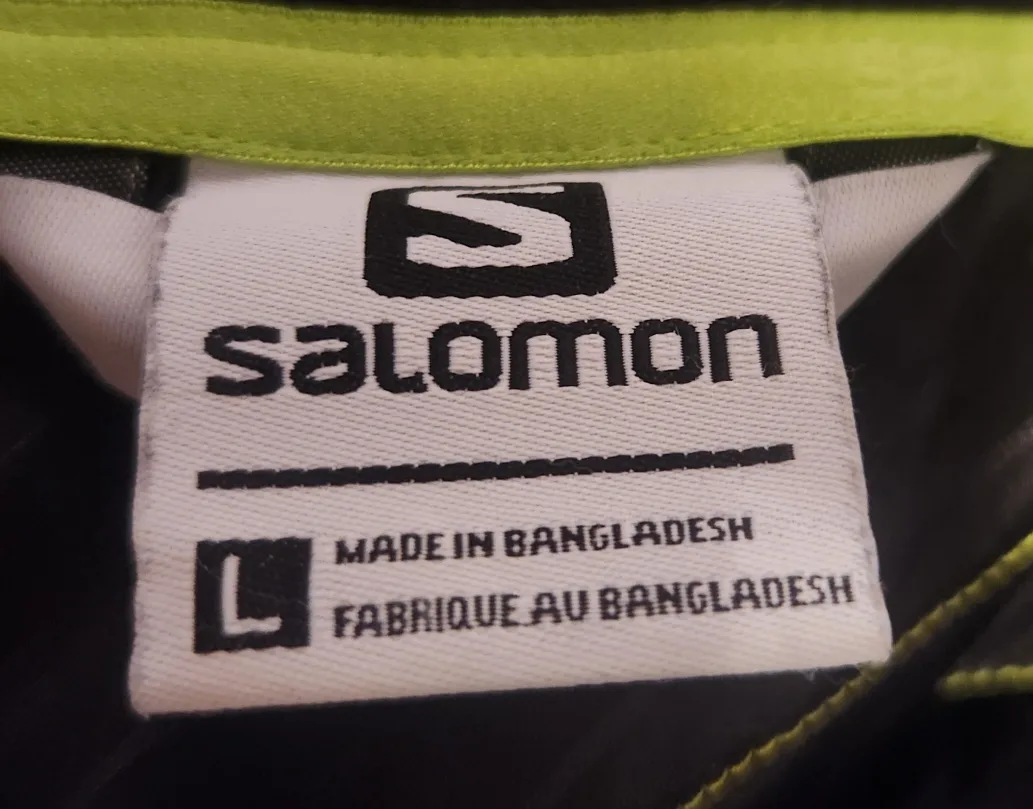 S
salomon
L
MADE IN BANGLADESH
FABRIQUE AU BANGLADESH